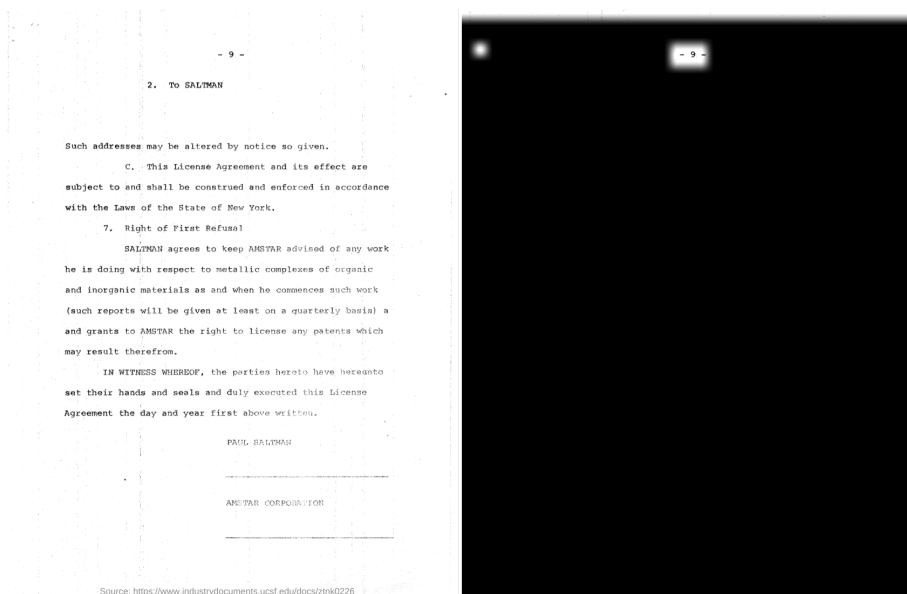 - 9 -
2. To SALTMAN
Such addresses may be altered by notice so given.
C. This License Agreement and its effect are
subject to and shall be construed and enforced in accordance
with the Laws of the State of New York.
7. Right of First Refusal
SALTMAN agrees to keep AMSTAR advised of any work
he is doing with respect to metallic complexes of organic
and inorganic materials as and when he commences such work
(such reports will be given at least on a quarterly basis) a
and grants to AMSTAR the right to license any patents which
may result therefrom.
IN WITNESS WHEREOF, the parties hereto have hereunto
set their hands and seals and duly executed this License
Agreement the day and year first above written.
PAUL SALTMAN
AMSTAR CORPORATION
Source: https://www.industrydocuments.ucsf.edu/docs/ztnk0226
- 9 -